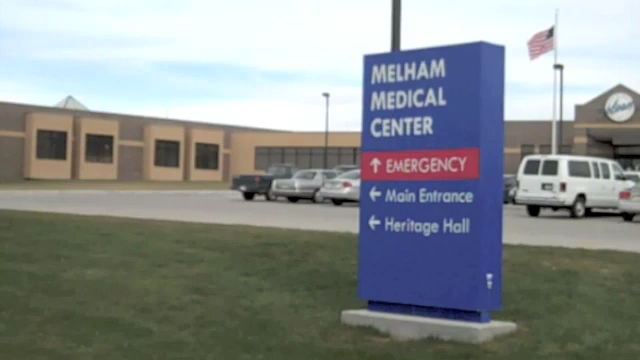 MELHAM
MEDICAL
CENTER
↑ EMERGENCY
← Main Entrance
← Heritage Hall